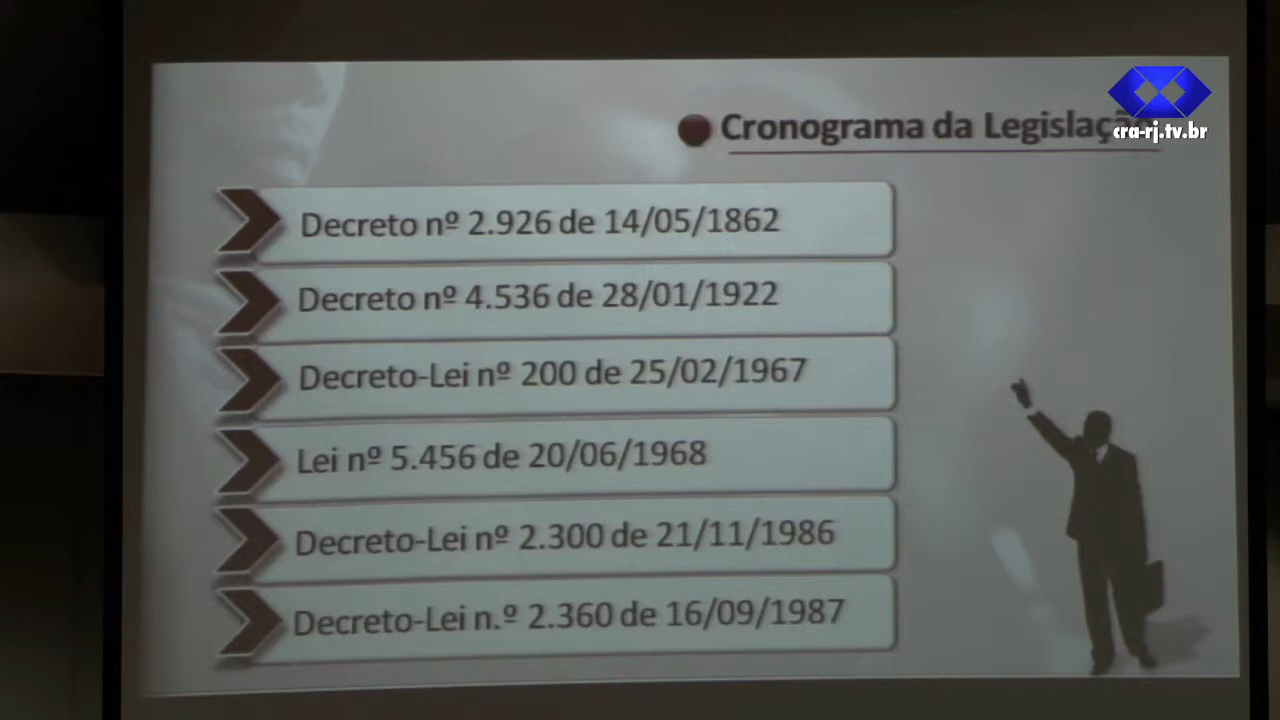 Cronograma da Legislação
cra-rj.tv.br
Decreto nº 2.926 de 14/05/1862
Decreto nº 4.536 de 28/01/1922
Decreto-Lei nº 200 de 25/02/1967
Lei nº 5.456 de 20/06/1968
Decreto-Lei nº 2.300 de 21/11/1986
Decreto-Lei n.º 2.360 de 16/09/1987